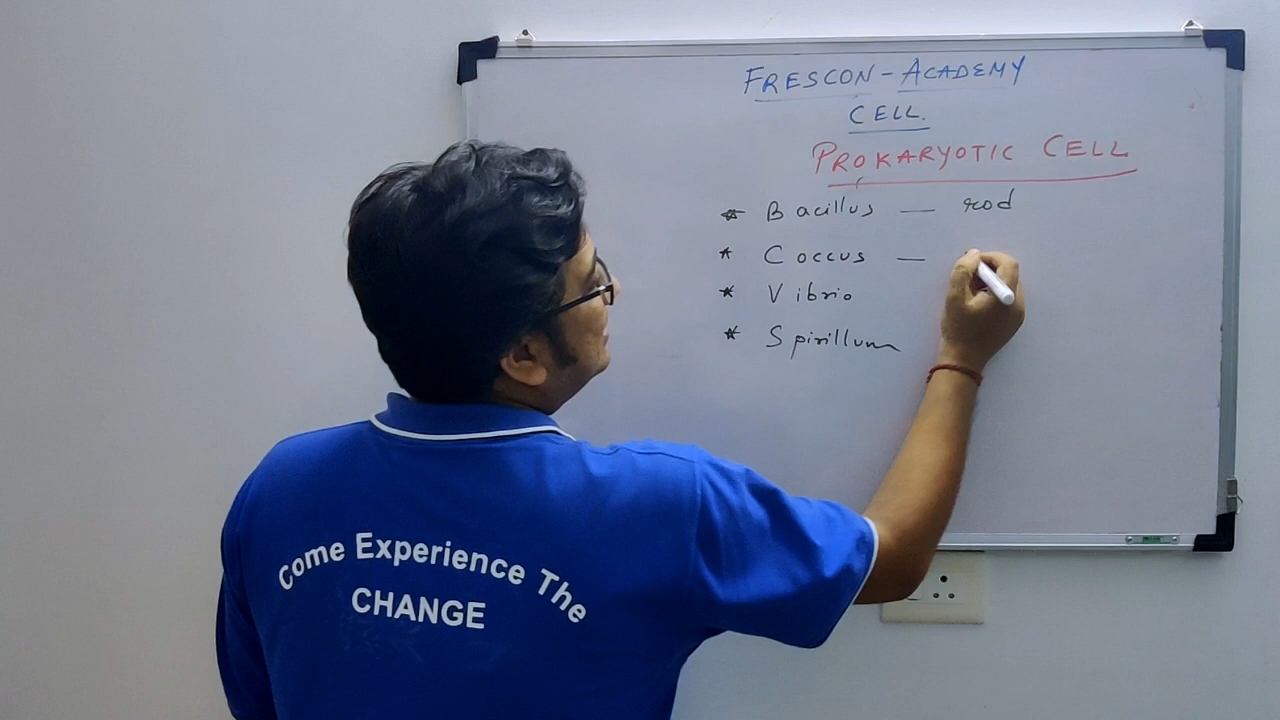 FRESCON-ACADEMY
CELL.
PROKARYOTIC CELL
* Bacillus — rod
* Coccus —
* Vibrio
* Spirillum
Come Experience The
CHANGE